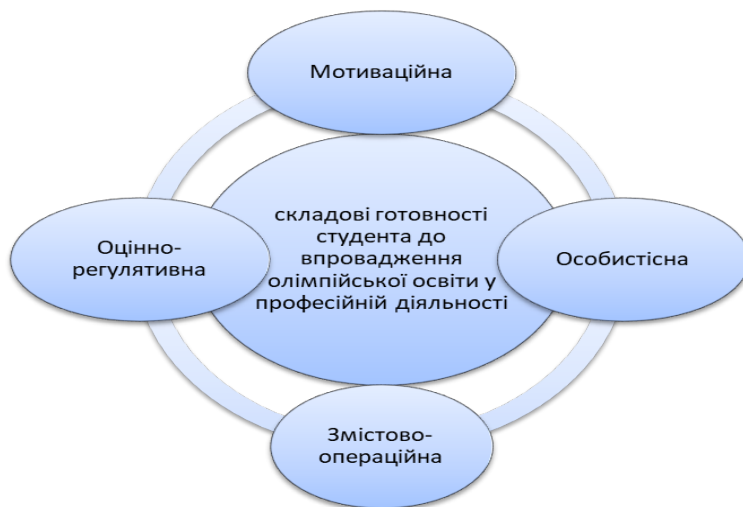 Мотиваційна
складові готовності
студента до
впровадження
олімпійської освіти у
професійній діяльності
Оцінно-
регулятивна
Особистісна
Змістово-
операційна